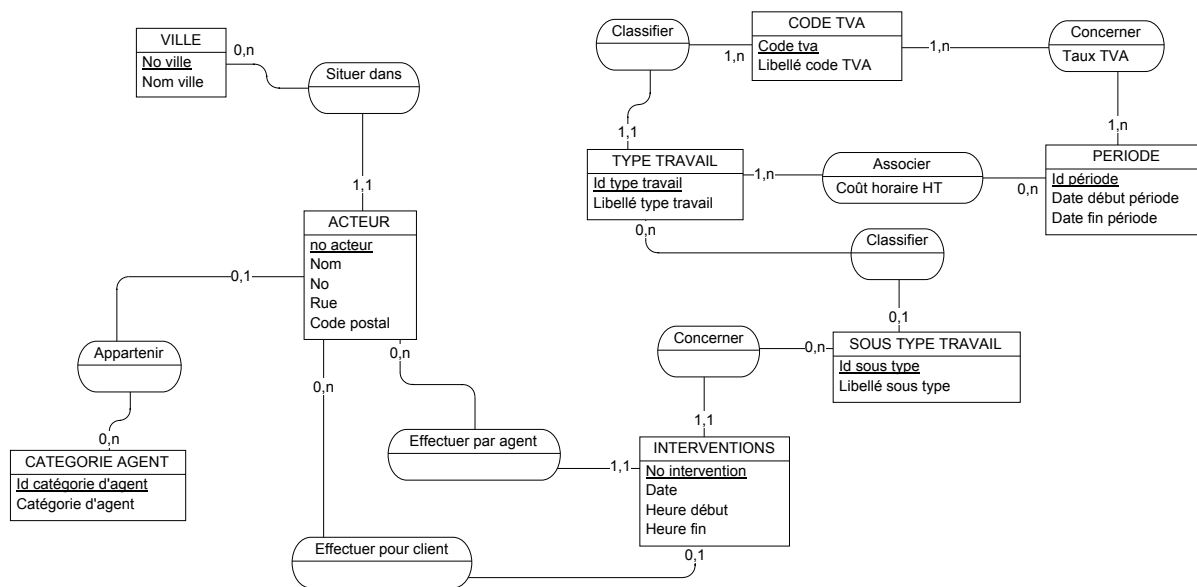 VILLE
No ville
Nom ville
0,n
Situer dans
1,1
ACTEUR
no acteur
Nom
No
Rue
Code postal
0,1
Appartenir
0,n
CATEGORIE AGENT
Id catégorie d'agent
Catégorie d'agent
0,n
0,n
Effectuer par agent
1,1
Effectuer pour client
0,1
INTERVENTIONS
No intervention
Date
Heure début
Heure fin
1,1
Concerner
0,n
SOUS TYPE TRAVAIL
Id sous type
Libellé sous type
0,1
Classifier
0,n
TYPE TRAVAIL
Id type travail
Libellé type travail
1,1
Classifier
1,n
CODE TVA
Code tva
Libellé code TVA
1,n
Concerner
Taux TVA
1,n
PERIODE
Id période
Date début période
Date fin période
0,n
Associer
Coût horaire HT
1,n